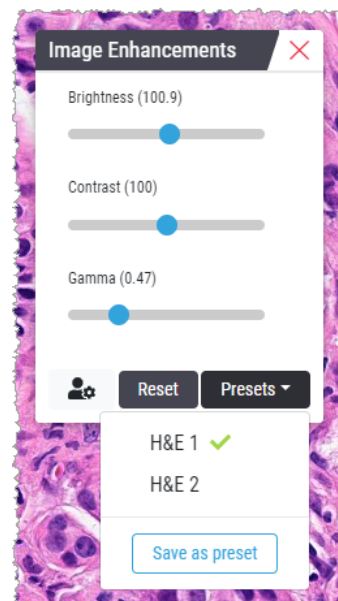 Image Enhancements
Brightness (100.9)
Contrast (100)
Gamma (0.47)
Reset Presets
H&E 1
H&E 2
Save as preset